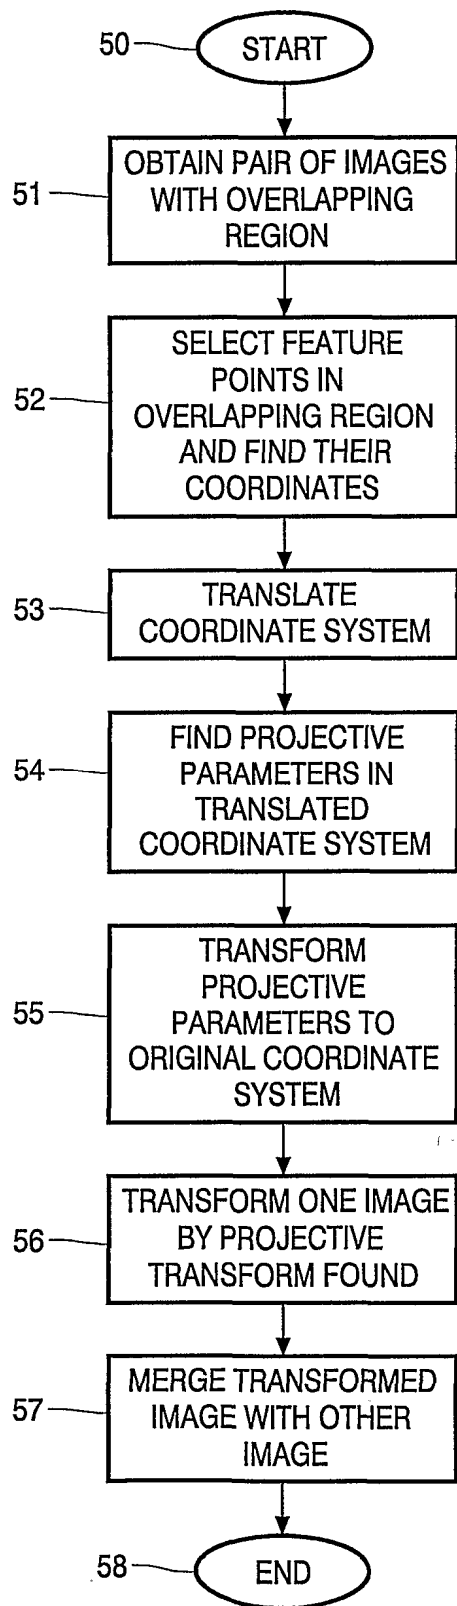 50
START
51
OBTAIN PAIR OF IMAGES
WITH OVERLAPPING
REGION
52
SELECT FEATURE
POINTS IN
OVERLAPPING REGION
AND FIND THEIR
COORDINATES
53
TRANSLATE
COORDINATE SYSTEM
54
FIND PROJECTIVE
PARAMETERS IN
TRANSLATED
COORDINATE SYSTEM
55
TRANSFORM
PROJECTIVE
PARAMETERS TO
ORIGINAL COORDINATE
SYSTEM
56
TRANSFORM ONE IMAGE
BY PROJECTIVE
TRANSFORM FOUND
57
MERGE TRANSFORMED
IMAGE WITH OTHER
IMAGE
58
END